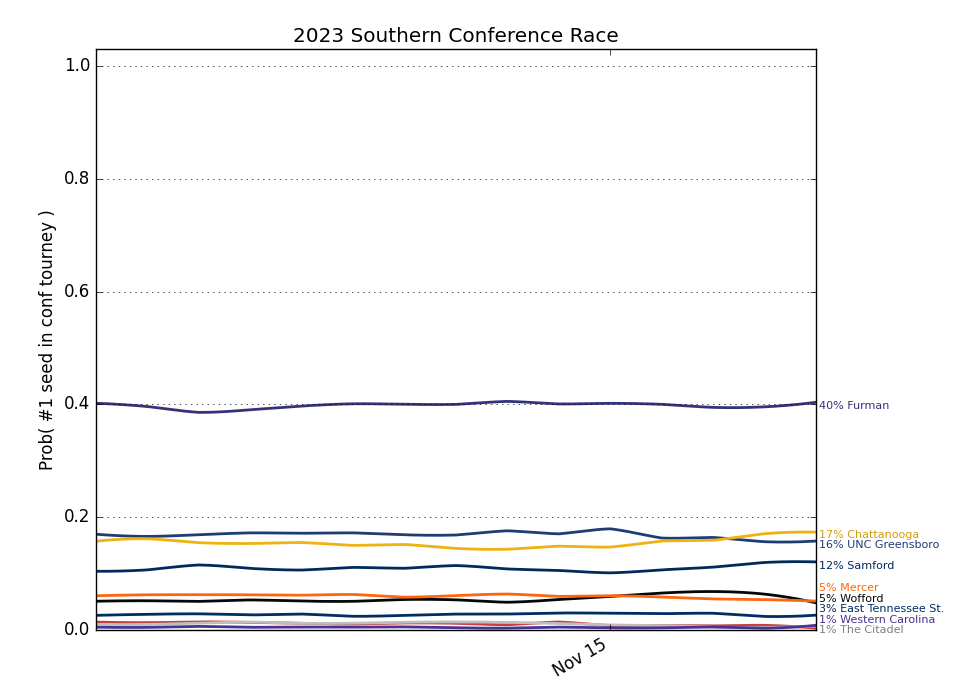 2023 Southern Conference Race
Prob( #1 seed in conf tourney )
1.0
0.8
0.6
0.4
0.2
0.0
Nov 15
40% Furman
17% Chattanooga
16% UNC Greensboro
12% Samford
5% Mercer
5% Wofford
3% East Tennessee St.
1% Western Carolina
1% The Citadel